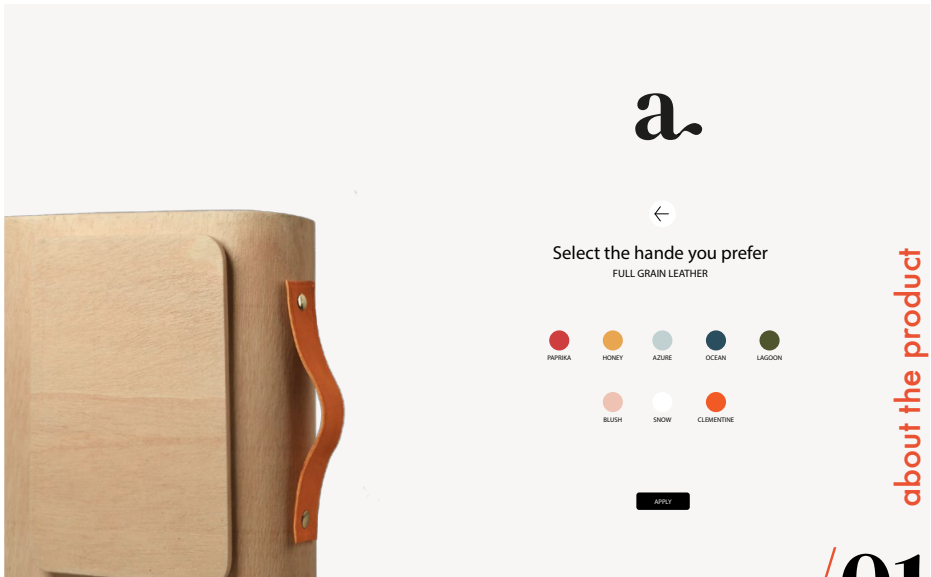 a
Select the hande you prefer
FULL GRAIN LEATHER
PAPRIKA HONEY AZURE OCEAN LAGOON
BLUSH SNOW CLEMENTINE
APPLY
about the product
/01